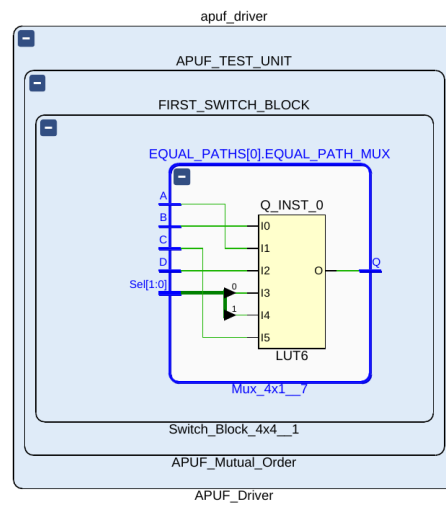 apuf_driver
APUF_TEST_UNIT
FIRST_SWITCH_BLOCK
EQUAL_PATHS[0].EQUAL_PATH_MUX
A
Q_INST_0
B
I0
C
I1
D
I2
O
Q
Sel[1:0]
0
I3
1
I4
I5
LUT6
Mux_4x1__7
Switch_Block_4x4__1
APUF_Mutual_Order
APUF_Driver